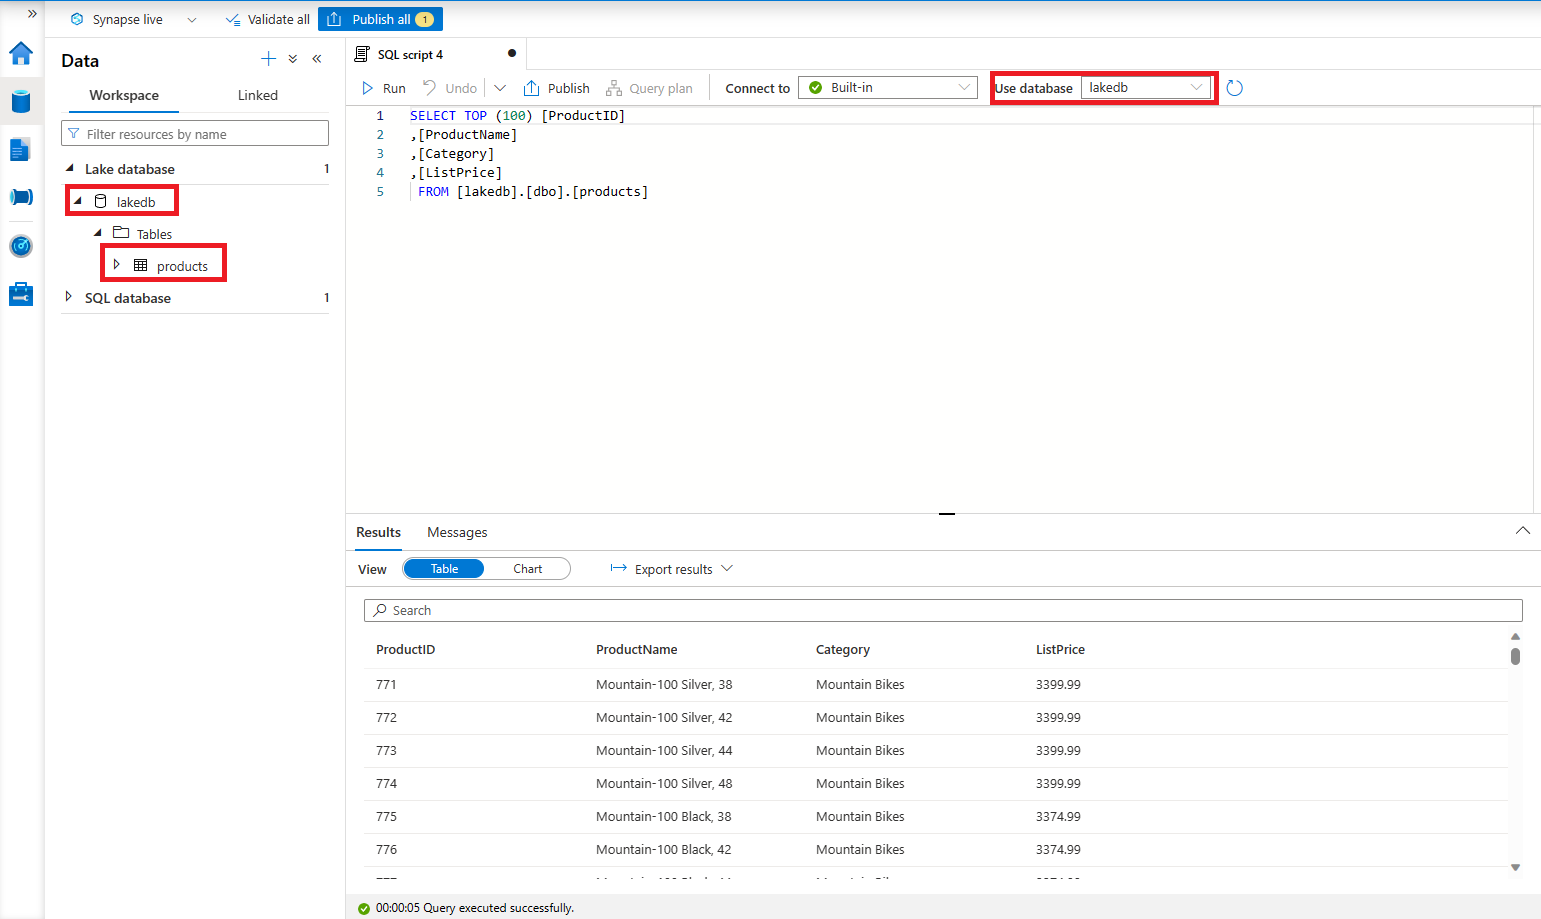 Synapse live
Validate all
Publish all 1
Data
Workspace Linked
Filter resources by name
Lake database 1
lakedb
Tables
products
SQL database 1
SQL script 4
Run Undo Publish Query plan Connect to Built-in Use database lakedb
1 SELECT TOP (100) [ProductID]
2 ,[ProductName]
3 ,[Category]
4 ,[ListPrice]
5 FROM [lakedb].[dbo].[products]
Results Messages
View Table Chart Export results
Search
ProductID ProductName Category ListPrice
771 Mountain-100 Silver, 38 Mountain Bikes 3399.99
772 Mountain-100 Silver, 42 Mountain Bikes 3399.99
773 Mountain-100 Silver, 44 Mountain Bikes 3399.99
774 Mountain-100 Silver, 48 Mountain Bikes 3399.99
775 Mountain-100 Black, 38 Mountain Bikes 3374.99
776 Mountain-100 Black, 42 Mountain Bikes 3374.99
00:00:05 Query executed successfully.